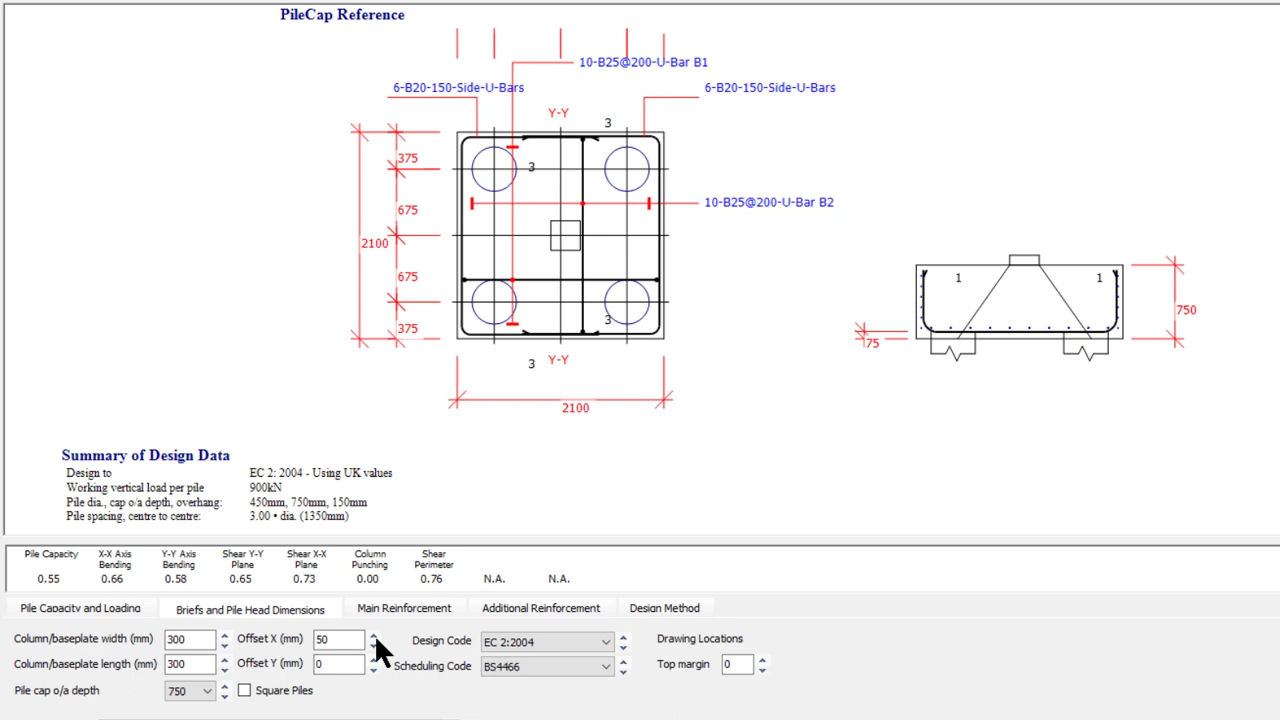 PileCap Reference
10-B25@200-U-Bar B1
6-B20-150-Side-U-Bars
6-B20-150-Side-U-Bars
Y-Y
3
375
3
10-B25@200-U-Bar B2
675
2100
675
1
1
750
3
375
75
3
Y-Y
2100
Summary of Design Data
Design to EC 2: 2004 - Using UK values
Working vertical load per pile 900kN
Pile dia., cap o/a depth, overhang: 450mm, 750mm, 150mm
Pile spacing, centre to centre: 3.00 • dia. (1350mm)
Pile Capacity
0.55
X-X Axis
Bending
0.66
Y-Y Axis
Bending
0.58
Shear Y-Y
Plane
0.65
Shear X-X
Plane
0.73
Column
Punching
0.00
Shear
Perimeter
0.76
N.A.
N.A.
Pile Capacity and Loading
Briefs and Pile Head Dimensions
Main Reinforcement
Additional Reinforcement
Design Method
Column/baseplate width (mm) 300
Offset X (mm) 50
Design Code EC 2:2004
Drawing Locations
Column/baseplate length (mm) 300
Offset Y (mm) 0
Scheduling Code BS4466
Top margin 0
Pile cap o/a depth 750
Square Piles